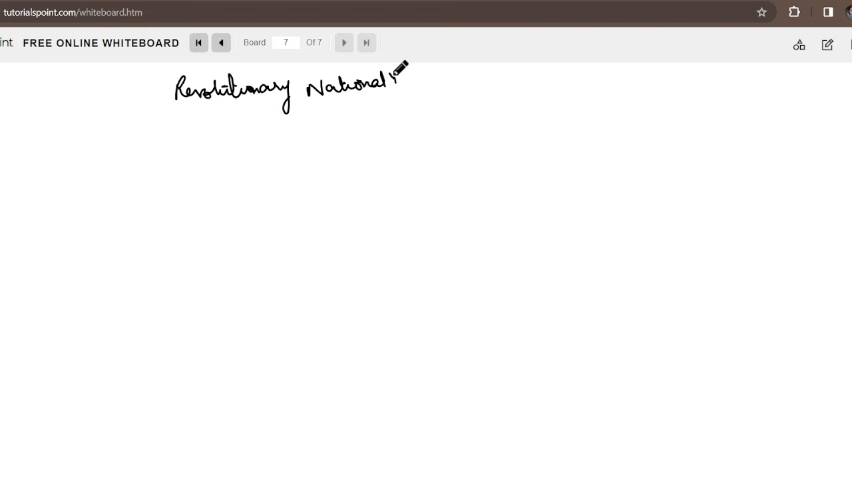 tutorialspoint.com/whiteboard.htm
int FREE ONLINE WHITEBOARD Board 7 Of 7
Revolutionary National